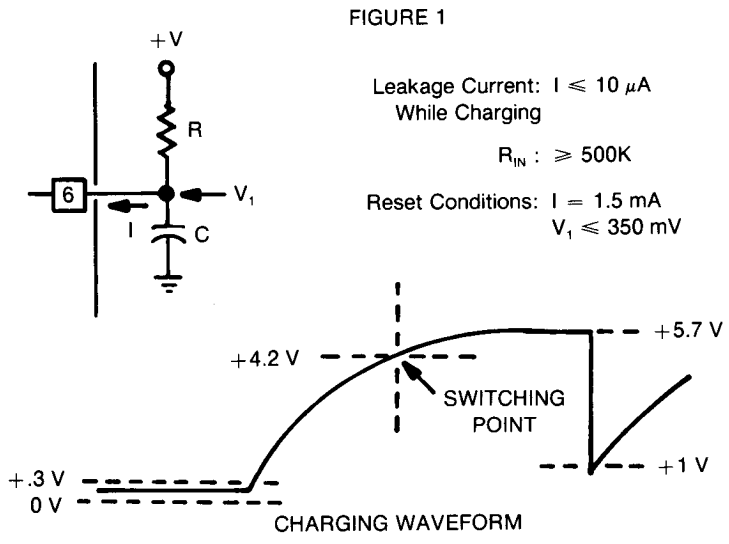 FIGURE 1
+V
R
6
V₁
I
C
Leakage Current: I ⩽ 10 μA
While Charging
R_IN : ⩾ 500K
Reset Conditions: I = 1.5 mA
V₁ ⩽ 350 mV
+5.7 V
+4.2 V
SWITCHING
POINT
+1 V
+.3 V
0 V
CHARGING WAVEFORM